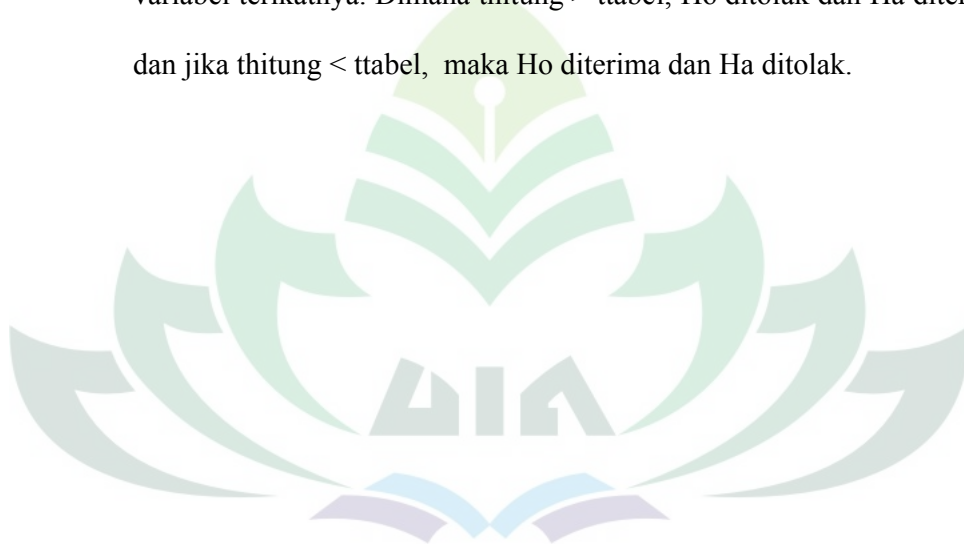 variabel terikatnya. Dimana thitung > ttabel, Ho ditolak dan Ha
dan jika thitung < ttabel, maka Ho diterima dan Ha ditolak.
UIN